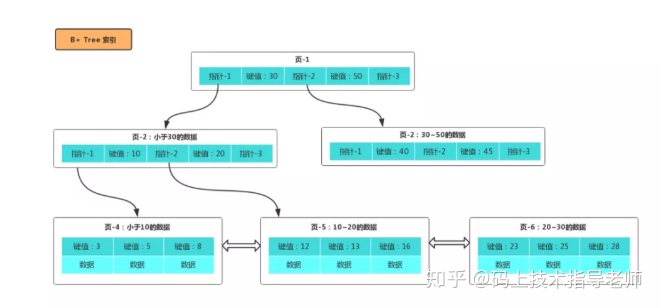 B+ Tree 索引
页-1
指针-1 键值：30 指针-2 键值：50 指针-3
页-2：小于30的数据
指针-1 键值：10 指针-2 键值：20 指针-3
页-2：30~50的数据
指针-1 键值：40 指针-2 键值：45 指针-3
页-4：小于10的数据
键值：3 键值：5 键值：8
数据 数据 数据
页-5：10~20的数据
键值：12 键值：13 键值：16
数据 数据 数据
页-6：20~30的数据
键值：23 键值：25 键值：28
数据 数据 数据
知乎 @码上技术指导老师